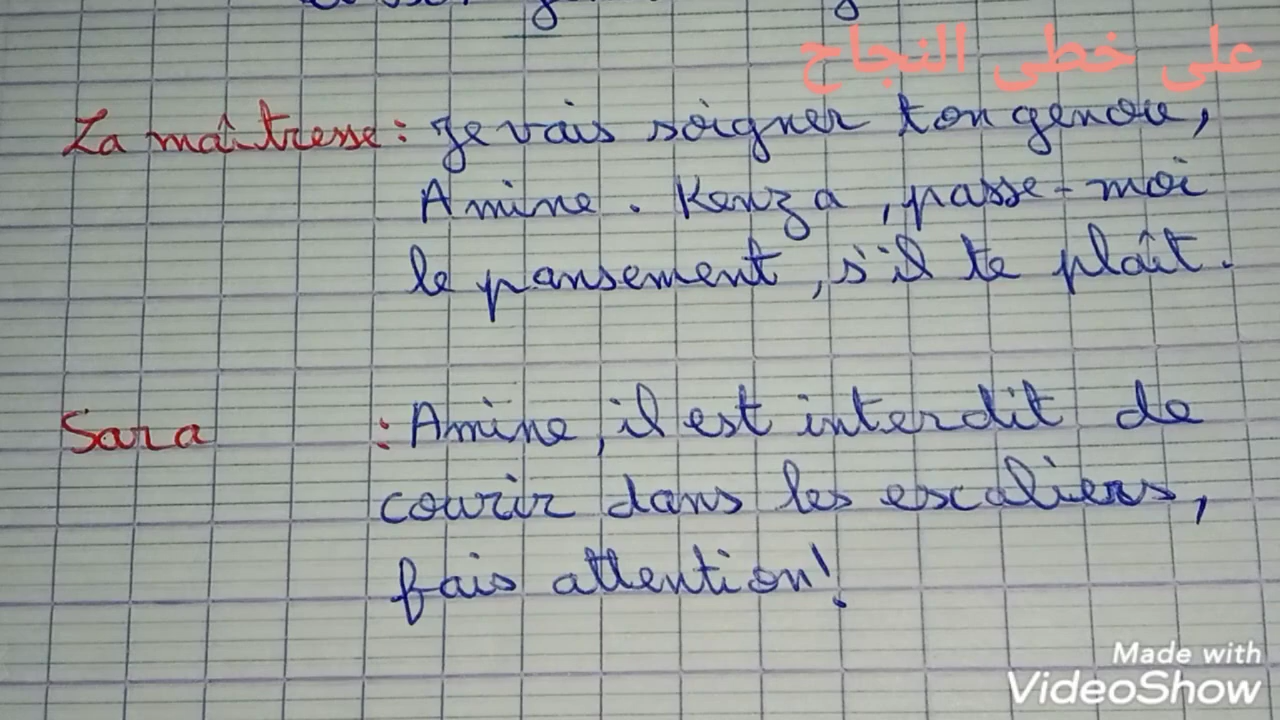 على خطى النجاح
La maîtresse : Je vais soigner ton genou,
Amine. Kenza, passe-moi
le pansement, s'il te plaît.
Sara : Amine, il est interdit de
courir dans les escaliers,
fais attention!
Made with
VideoShow